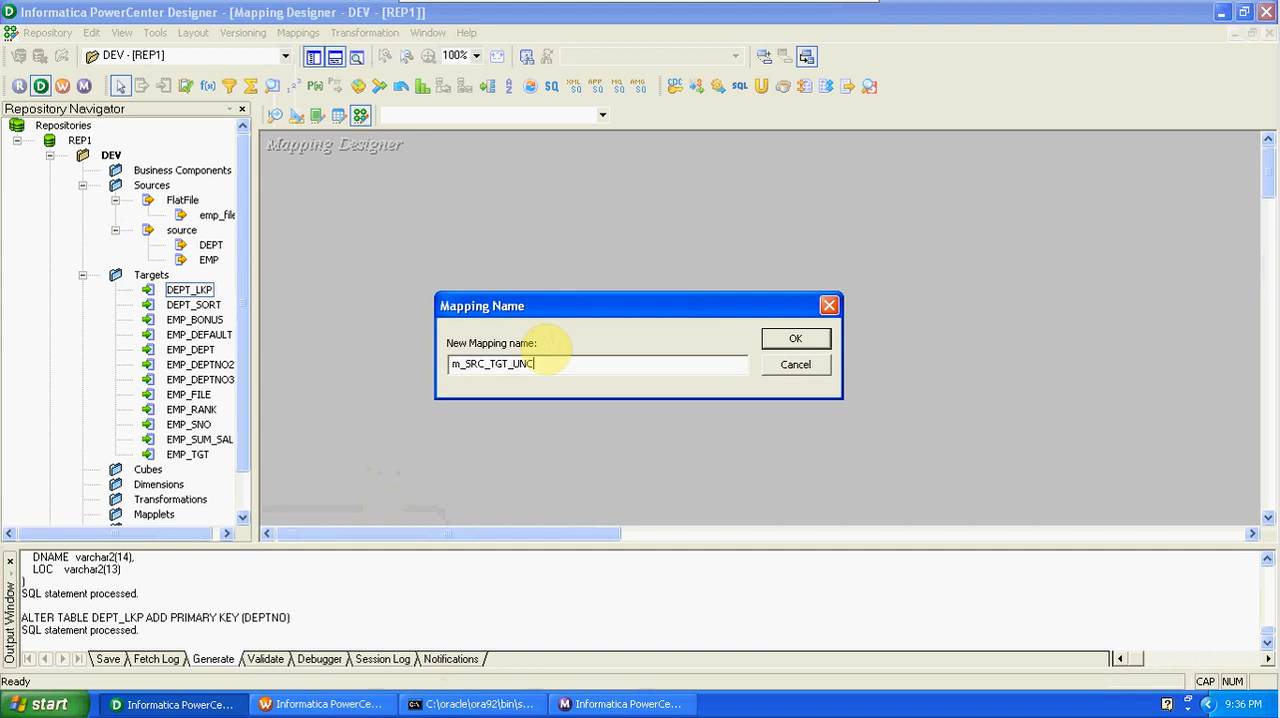 Informatica PowerCenter Designer - [Mapping Designer - DEV - [REP1]]
Repository Edit View Tools Layout Versioning Mappings Transformation Window Help
DEV - [REP1]
100%
Repository Navigator
Repositories
REP1
DEV
Business Components
Sources
FlatFile
emp_file
source
DEPT
EMP
Targets
DEPT_LKP
DEPT_SORT
EMP_BONUS
EMP_DEFAULT
EMP_DEPT
EMP_DEPTNO2
EMP_DEPTNO3
EMP_FILE
EMP_RANK
EMP_SNO
EMP_SUM_SAL
EMP_TGT
Cubes
Dimensions
Transformations
Mapplets
Mapping Designer
Mapping Name
New Mapping name:
m_SRC_TGT_UNC
OK
Cancel
Output Window
DNAME varchar2(14),
LOC varchar2(13)
)
SQL statement processed.
ALTER TABLE DEPT_LKP ADD PRIMARY KEY (DEPTNO)
SQL statement processed.
Save Fetch Log Generate Validate Debugger Session Log Notifications
Ready
CAP NUM
start Informatica PowerCe... Informatica PowerCe... C:\oracle\ora92\bin\s... Informatica PowerCe... 9:36 PM